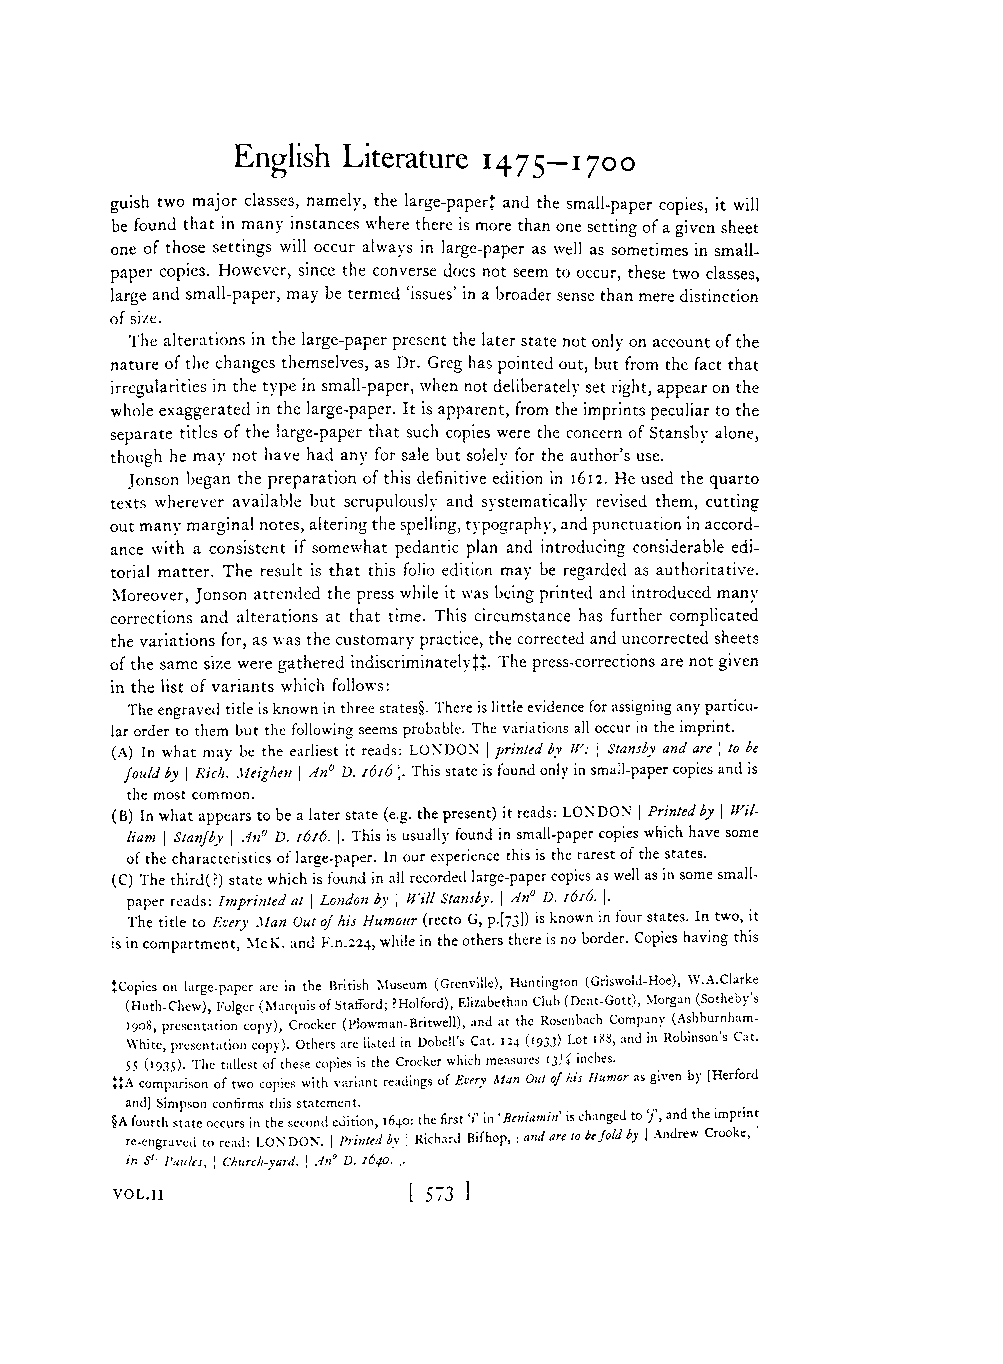 English Literature 1475—1700
guish two major classes, namely, the large-paper‡ and the small-paper copies, it will
be found that in many instances where there is more than one setting of a given sheet
one of those settings will occur always in large-paper as well as sometimes in small-
paper copies. However, since the converse does not seem to occur, these two classes,
large and small-paper, may be termed 'issues' in a broader sense than mere distinction
of size.
The alterations in the large-paper present the later state not only on account of the
nature of the changes themselves, as Dr. Greg has pointed out, but from the fact that
irregularities in the type in small-paper, when not deliberately set right, appear on the
whole exaggerated in the large-paper. It is apparent, from the imprints peculiar to the
separate titles of the large-paper that such copies were the concern of Stansby alone,
though he may not have had any for sale but solely for the author's use.
Jonson began the preparation of this definitive edition in 1612. He used the quarto
texts wherever available but scrupulously and systematically revised them, cutting
out many marginal notes, altering the spelling, typography, and punctuation in accord-
ance with a consistent if somewhat pedantic plan and introducing considerable edi-
torial matter. The result is that this folio edition may be regarded as authoritative.
Moreover, Jonson attended the press while it was being printed and introduced many
corrections and alterations at that time. This circumstance has further complicated
the variations for, as was the customary practice, the corrected and uncorrected sheets
of the same size were gathered indiscriminately‡‡. The press-corrections are not given
in the list of variants which follows:
The engraved title is known in three states§. There is little evidence for assigning any particu-
lar order to them but the following seems probable. The variations all occur in the imprint.
(A) In what may be the earliest it reads: LONDON | printed by W: | Stansby and are | to be
ſould by | Rich. Meighen | Anº D. 1616 |. This state is found only in small-paper copies and is
the most common.
(B) In what appears to be a later state (e.g. the present) it reads: LONDON | Printed by | Wil-
liam | Stanſby | Anº D. 1616. |. This is usually found in small-paper copies which have some
of the characteristics of large-paper. In our experience this is the rarest of the states.
(C) The third(?) state which is found in all recorded large-paper copies as well as in some small-
paper reads: Imprinted at | London by | Will Stansby. | Anº D. 1616. |.
The title to Every Man Out of his Humour (recto G, p.[73]) is known in four states. In two, it
is in compartment, McK. and F.n.224, while in the others there is no border. Copies having this
‡Copies on large-paper are in the British Museum (Grenville), Huntington (Griswold-Hoe), W.A.Clarke
(Huth-Chew), Folger (Marquis of Stafford; ?Holford), Elizabethan Club (Dent-Gott), Morgan (Sotheby's
1908, presentation copy), Crocker (Plowman-Britwell), and at the Rosenbach Company (Ashburnham-
White, presentation copy). Others are listed in Dobell's Cat. 124 (1933) Lot 188, and in Robinson's Cat.
55 (1935). The tallest of these copies is the Crocker which measures inches.
‡‡A comparison of two copies with variant readings of Every Man Out of his Humor as given by [Herford
and] Simpson confirms this statement.
§A fourth state occurs in the second edition, 1640: the first 'i' in 'Beniamin' is changed to 'j', and the imprint
re-engraved to read: LONDON. | Printed by | Richard Biſhop, | and are to be ſold by | Andrew Crooke, |
in St. Paules, | Church-yard. | Anº D. 1640. |.
VOL.II [ 573 ]